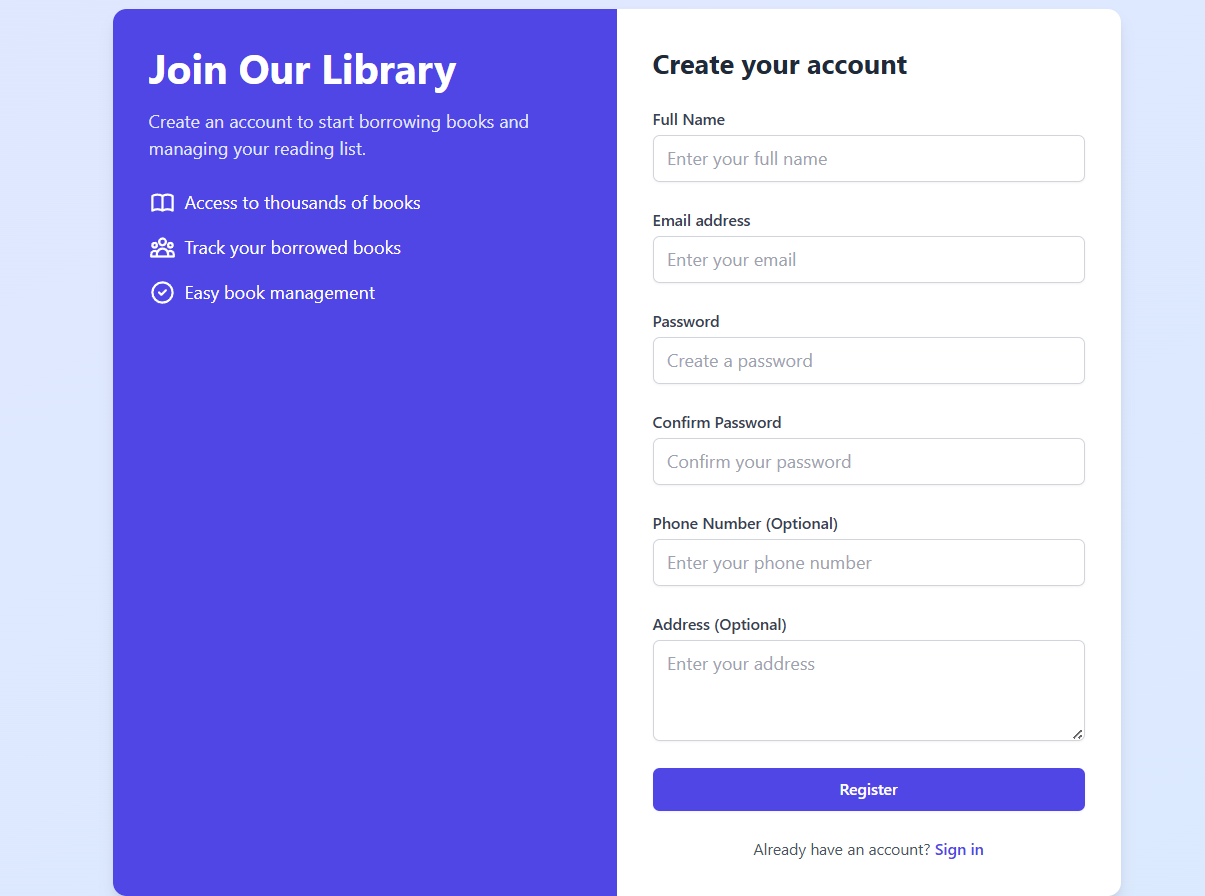 Join Our Library
Create an account to start borrowing books and
managing your reading list.
Access to thousands of books
Track your borrowed books
Easy book management
Create your account
Full Name
Enter your full name
Email address
Enter your email
Password
Create a password
Confirm Password
Confirm your password
Phone Number (Optional)
Enter your phone number
Address (Optional)
Enter your address
Register
Already have an account? Sign in